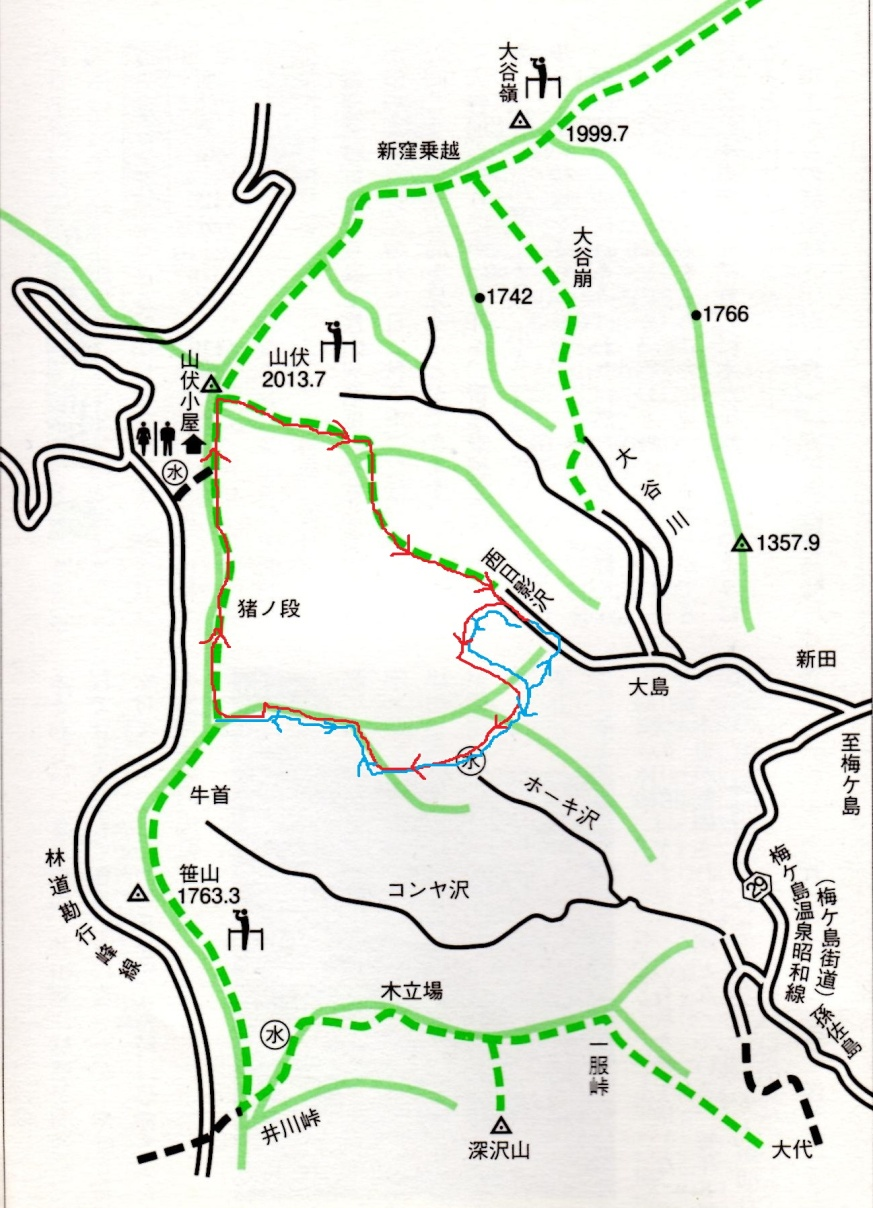 大谷嶺
1999.7
新窪乗越
大谷崩
1742
1766
山伏
2013.7
山伏小屋
水
大谷川
1357.9
西日影沢
猪ノ段
新田
大島
至梅ケ島
水
ホーキ沢
牛首
林道勘行峰線
笹山
1763.3
コンヤ沢
29
梅ケ島温泉昭和線
(梅ケ島街道)
孫佐島
木立場
水
一服峠
井川峠
深沢山
大代